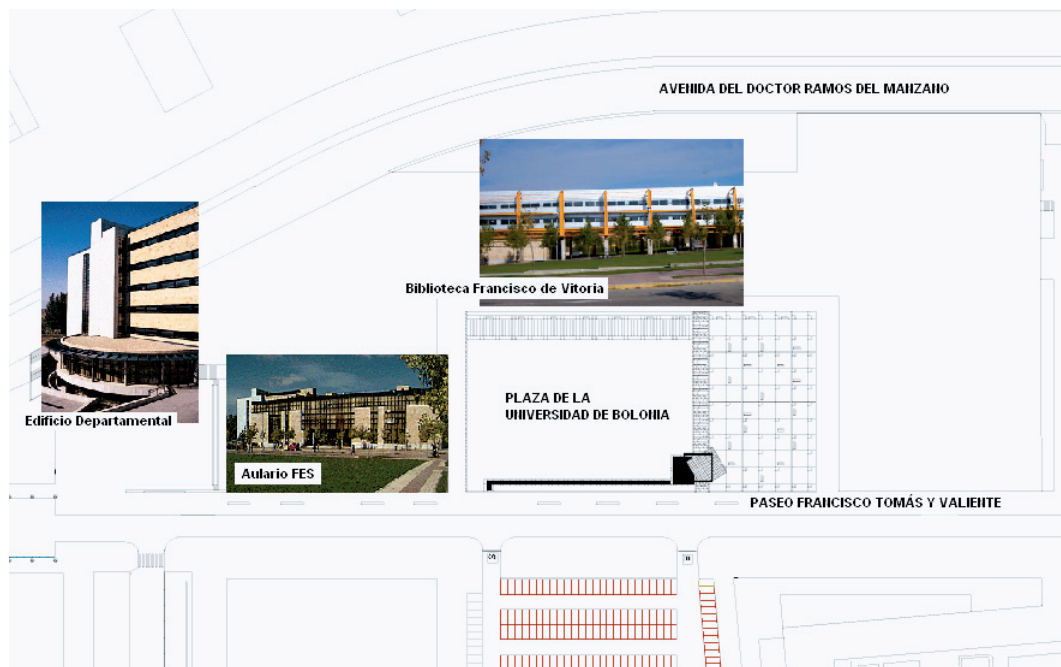 AVENIDA DEL DOCTOR RAMOS DEL MANZANO
Biblioteca Francisco de Vitoria
PLAZA DE LA
UNIVERSIDAD DE BOLONIA
Edificio Departamental
Aulario FES
PASEO FRANCISCO TOMÁS Y VALIENTE